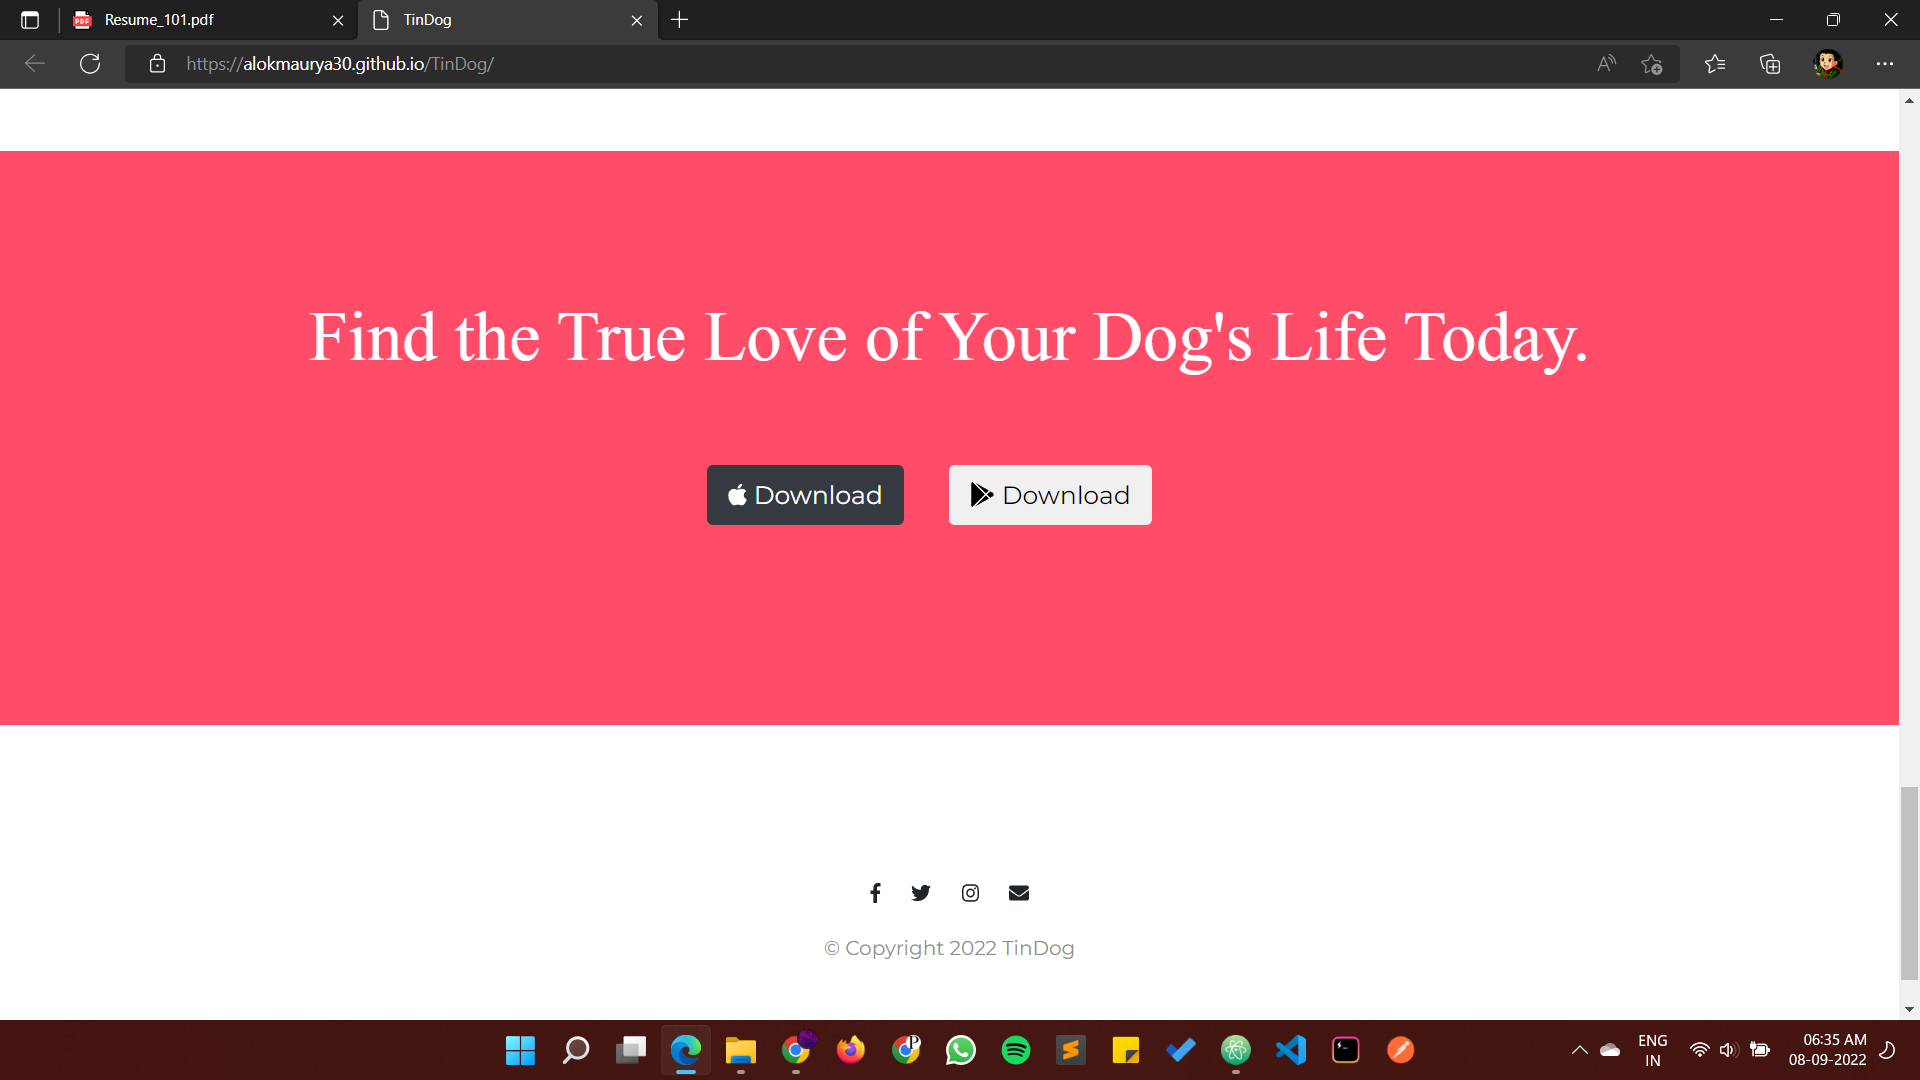 Resume_101.pdf
TinDog
https://alokmaurya30.github.io/TinDog/
Find the True Love of Your Dog's Life Today.
Download
Download
© Copyright 2022 TinDog
ENG
IN
06:35 AM
08-09-2022